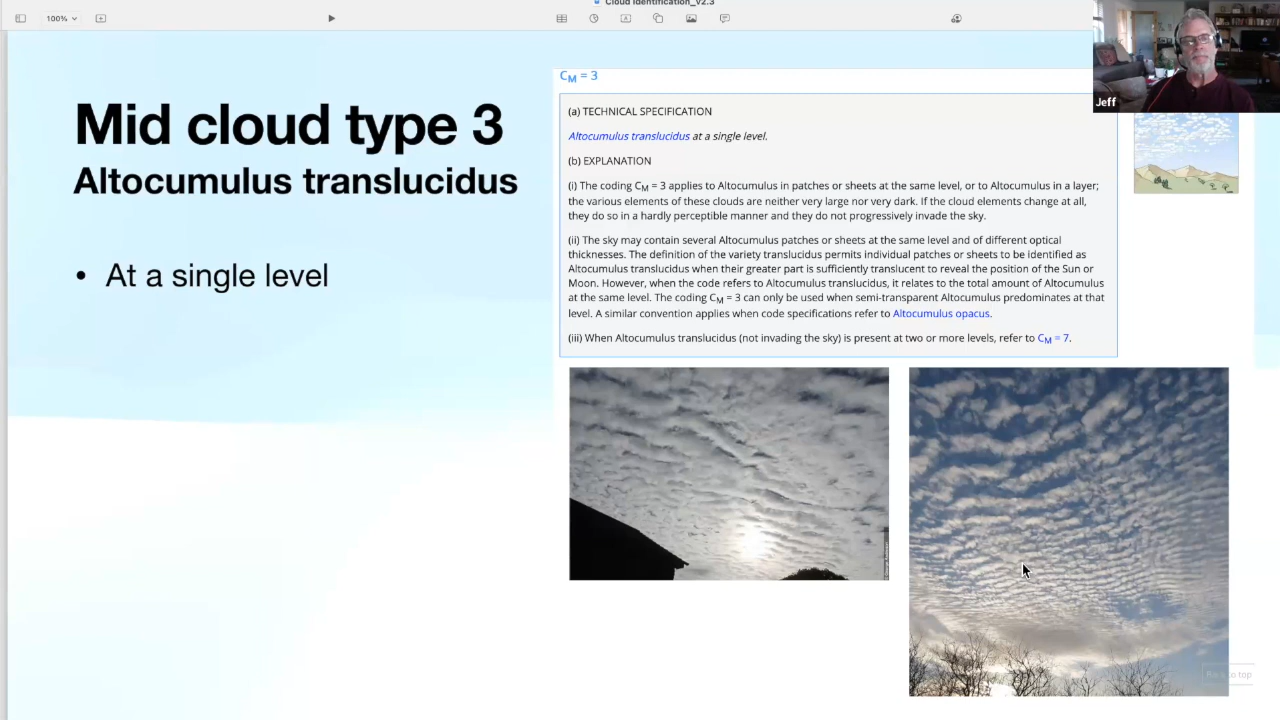 Cloud Identification_v2.3
100%
Jeff
Mid cloud type 3
Altocumulus translucidus
• At a single level
CM = 3
(a) TECHNICAL SPECIFICATION
Altocumulus translucidus at a single level.
(b) EXPLANATION
(i) The coding CM = 3 applies to Altocumulus in patches or sheets at the same level, or to Altocumulus in a layer;
the various elements of these clouds are neither very large nor very dark. If the cloud elements change at all,
they do so in a hardly perceptible manner and they do not progressively invade the sky.
(ii) The sky may contain several Altocumulus patches or sheets at the same level and of different optical
thicknesses. The definition of the variety translucidus permits individual patches or sheets to be identified as
Altocumulus translucidus when their greater part is sufficiently translucent to reveal the position of the Sun or
Moon. However, when the code refers to Altocumulus translucidus, it relates to the total amount of Altocumulus
at the same level. The coding CM = 3 can only be used when semi-transparent Altocumulus predominates at that
level. A similar convention applies when code specifications refer to Altocumulus opacus.
(iii) When Altocumulus translucidus (not invading the sky) is present at two or more levels, refer to CM = 7.
to top